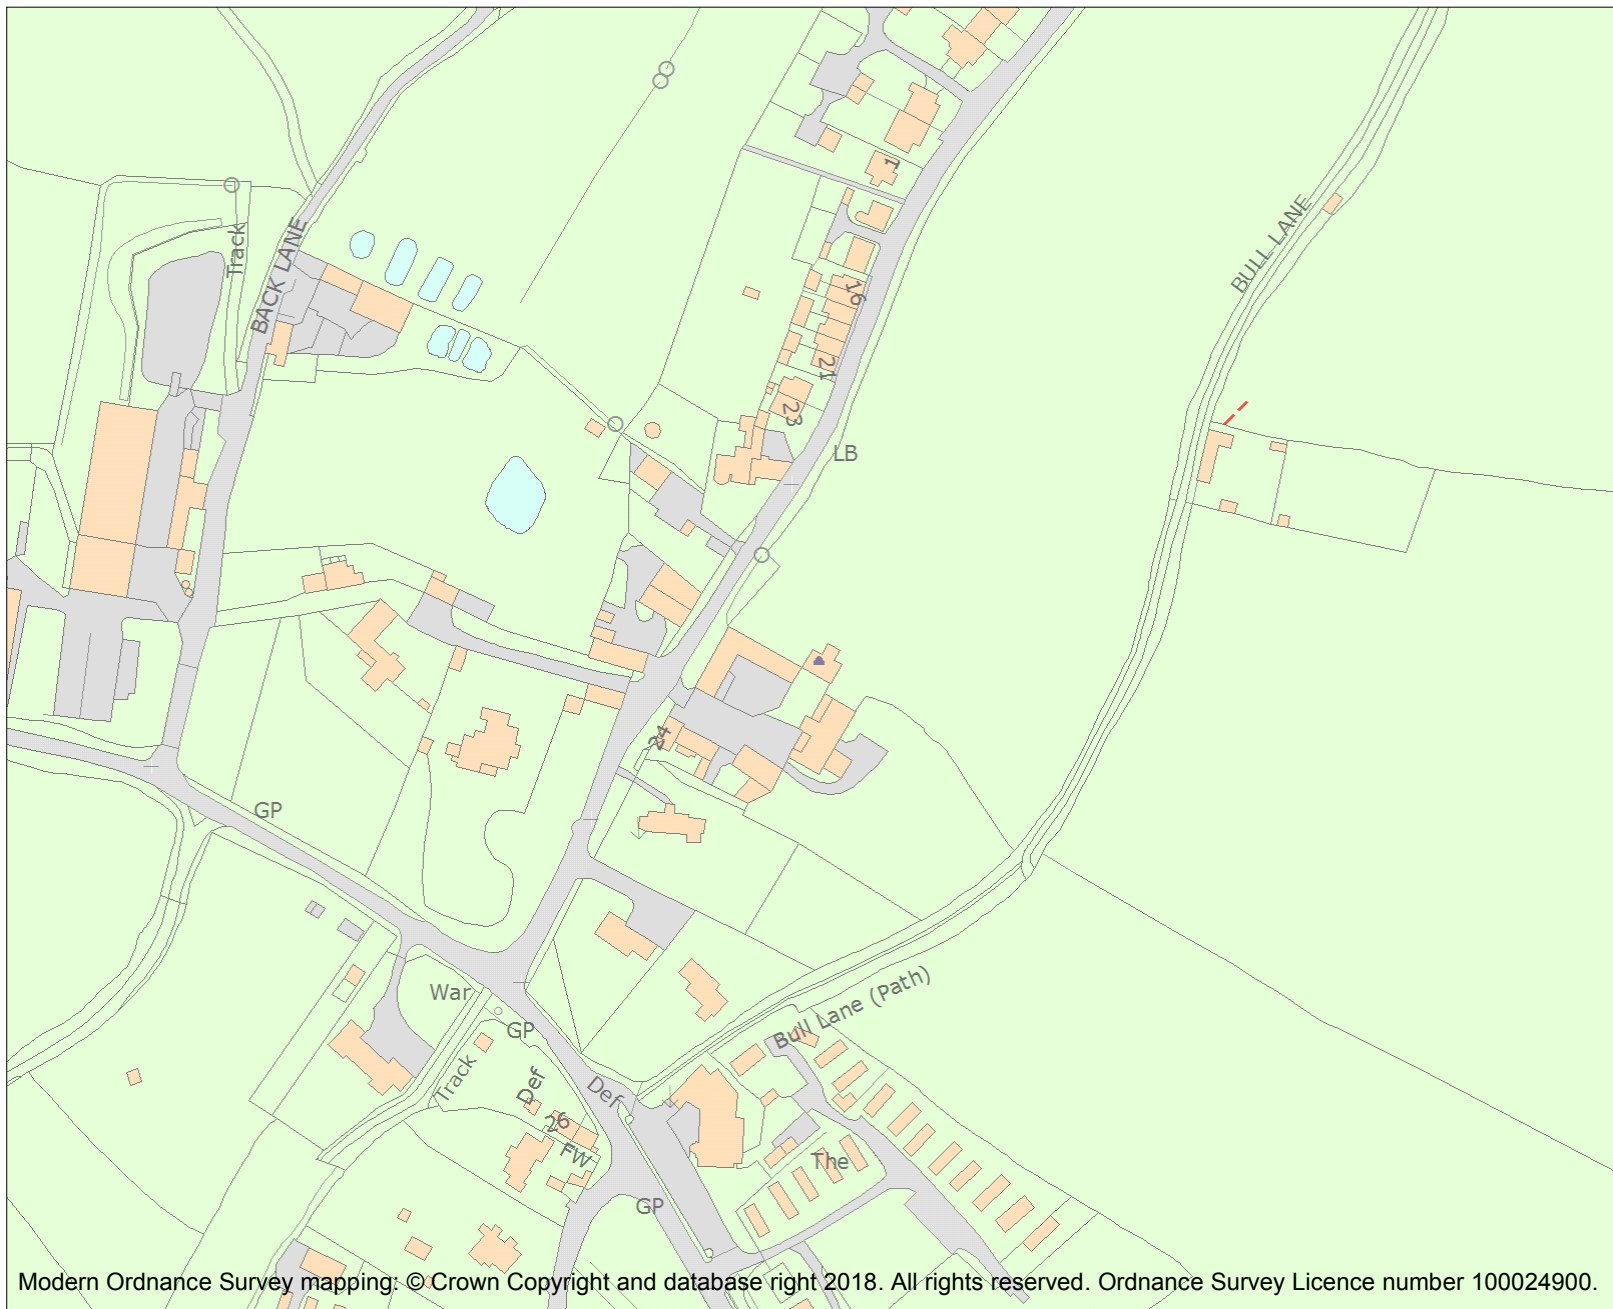 1
BULL LANE
Track
BACK LANE
16
21
23
LB
24
GP
Bull Lane (Path)
War
GP
Track
Def
Def
26
FW
The
GP
Modern Ordnance Survey mapping: © Crown Copyright and database right 2018. All rights reserved. Ordnance Survey Licence number 100024900.